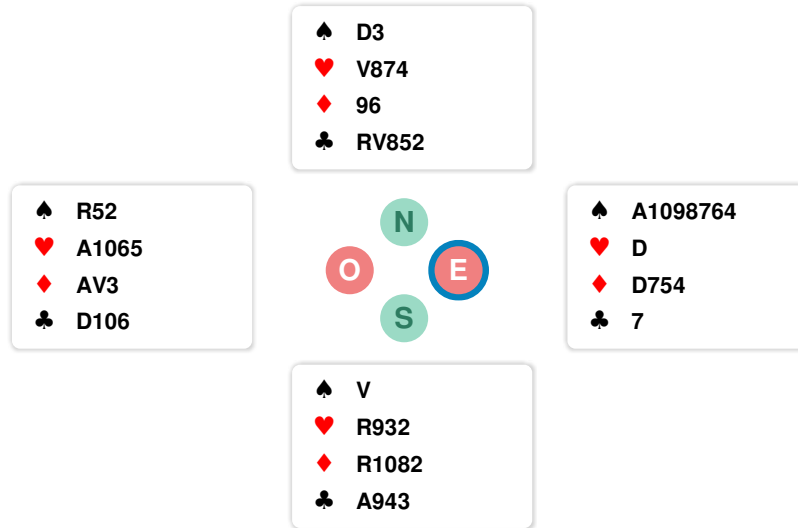 ♠ D3
♥ V874
♦ 96
♣ RV852
♠ R52
♥ A1065
♦ AV3
♣ D106
N
O
E
S
♠ A1098764
♥ D
♦ D754
♣ 7
♠ V
♥ R932
♦ R1082
♣ A943